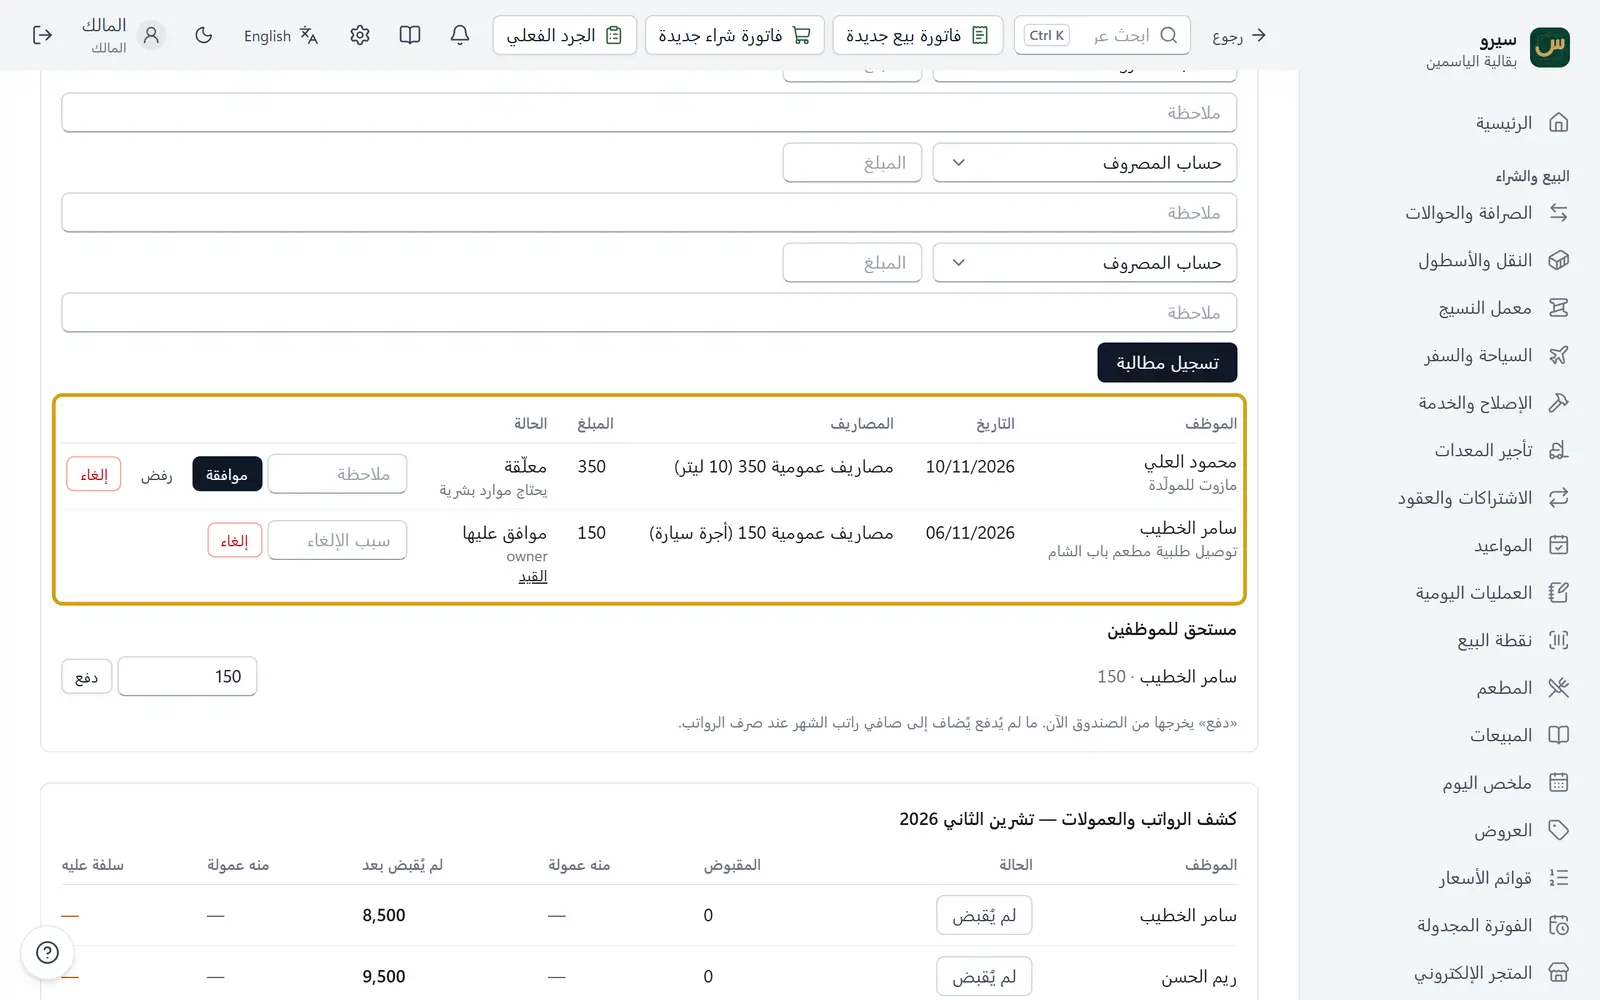 سيرو
بقالية الياسمين
رجوع
ابحث عر
Ctrl K
فاتورة بيع جديدة
فاتورة شراء جديدة
الجرد الفعلي
English
المالك
المالك
الرئيسية
البيع والشراء
الصرافة والحوالات
النقل والأسطول
معمل النسيج
السياحة والسفر
الإصلاح والخدمة
تأجير المعدات
الاشتراكات والعقود
المواعيد
العمليات اليومية
نقطة البيع
المطعم
المبيعات
ملخص اليوم
العروض
قوائم الأسعار
الفوترة المجدولة
المتجر الإلكتروني
ملاحظة
حساب المصروف
المبلغ
ملاحظة
حساب المصروف
المبلغ
ملاحظة
تسجيل مطالبة
الموظف التاريخ المصاريف المبلغ الحالة
محمود العلي 10/11/2026 مصاريف عمومية 350 (10 ليتر) 350 معلّقة ملاحظة موافقة رفض إلغاء
مازوت للمولّدة يحتاج موارد بشرية
سامر الخطيب 06/11/2026 مصاريف عمومية 150 (أجرة سيارة) 150 موافق عليها سبب الإلغاء إلغاء
توصيل طلبية مطعم باب الشام owner
القيد
مستحق للموظفين
سامر الخطيب · 150 150 دفع
«دفع» يخرجها من الصندوق الآن. ما لم يُدفع يُضاف إلى صافي راتب الشهر عند صرف الرواتب.
كشف الرواتب والعمولات — تشرين الثاني 2026
الموظف الحالة المقبوض منه عمولة لم يُقبض بعد منه عمولة سلفة عليه
سامر الخطيب لم يُقبض 0 — 8,500 — —
ريم الحسن لم يُقبض 0 — 9,500 — —